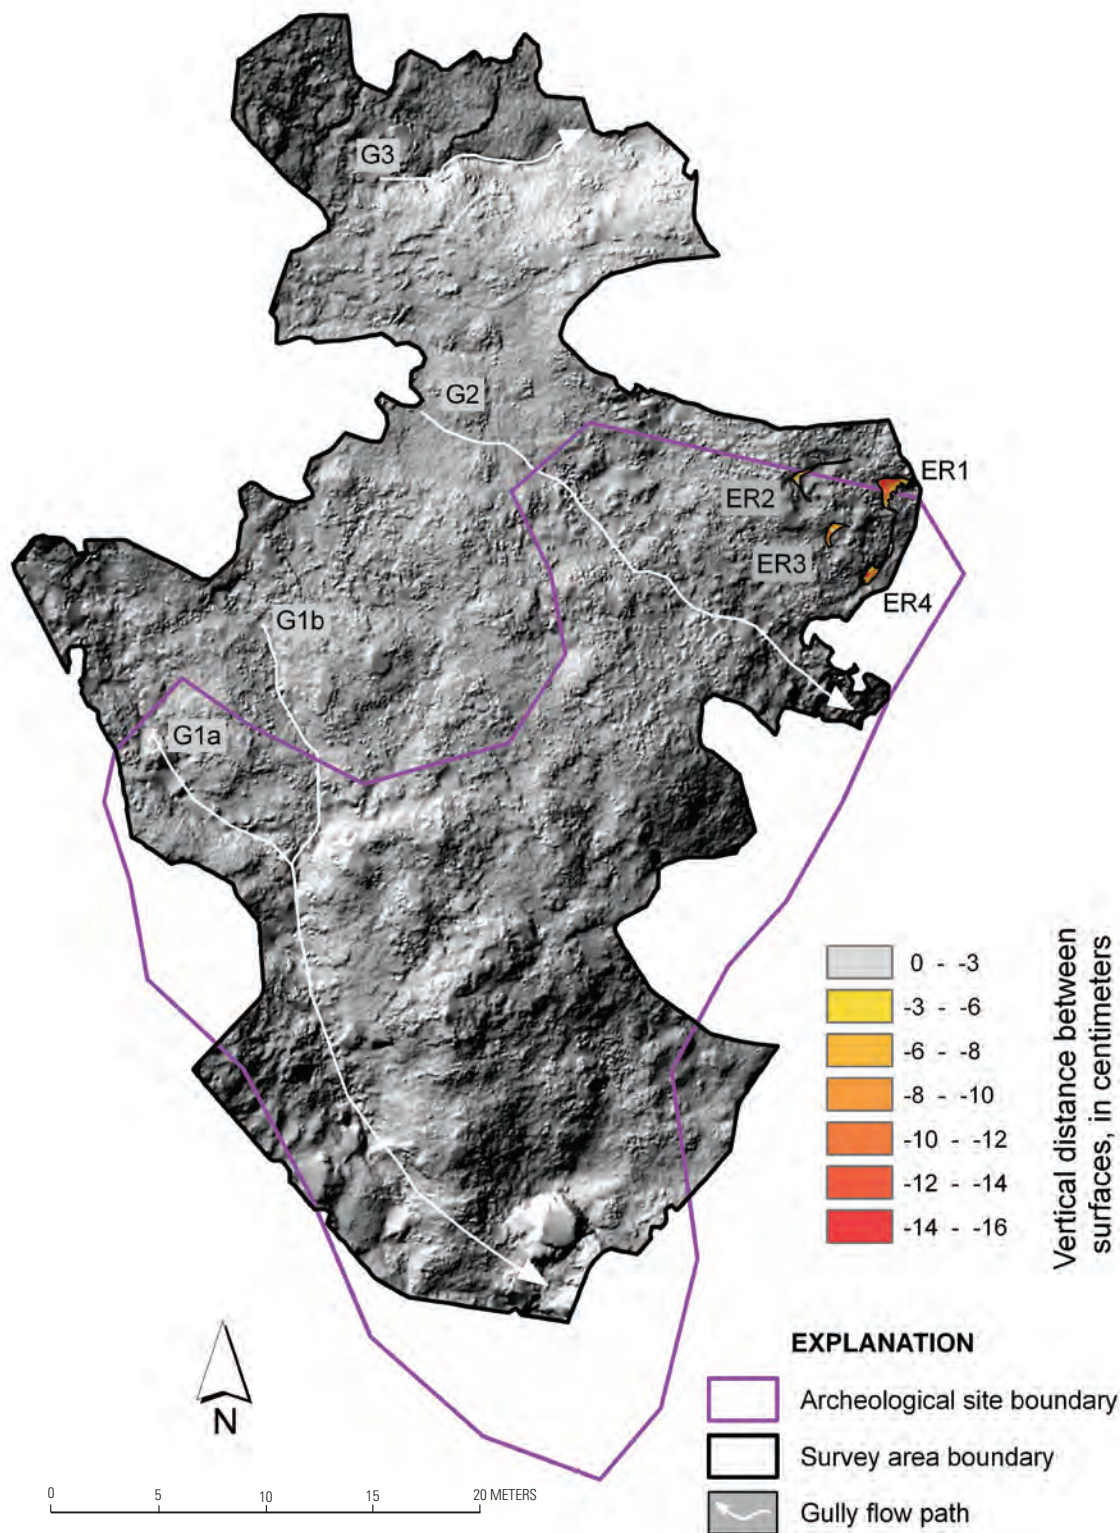 G3
G2
ER1
ER2
ER3
ER4
G1b
G1a
0 - -3
-3 - -6
-6 - -8
-8 - -10
-10 - -12
-12 - -14
-14 - -16
Vertical distance between
surfaces, in centimeters
EXPLANATION
Archeological site boundary
Survey area boundary
Gully flow path
N
0 5 10 15 20 METERS